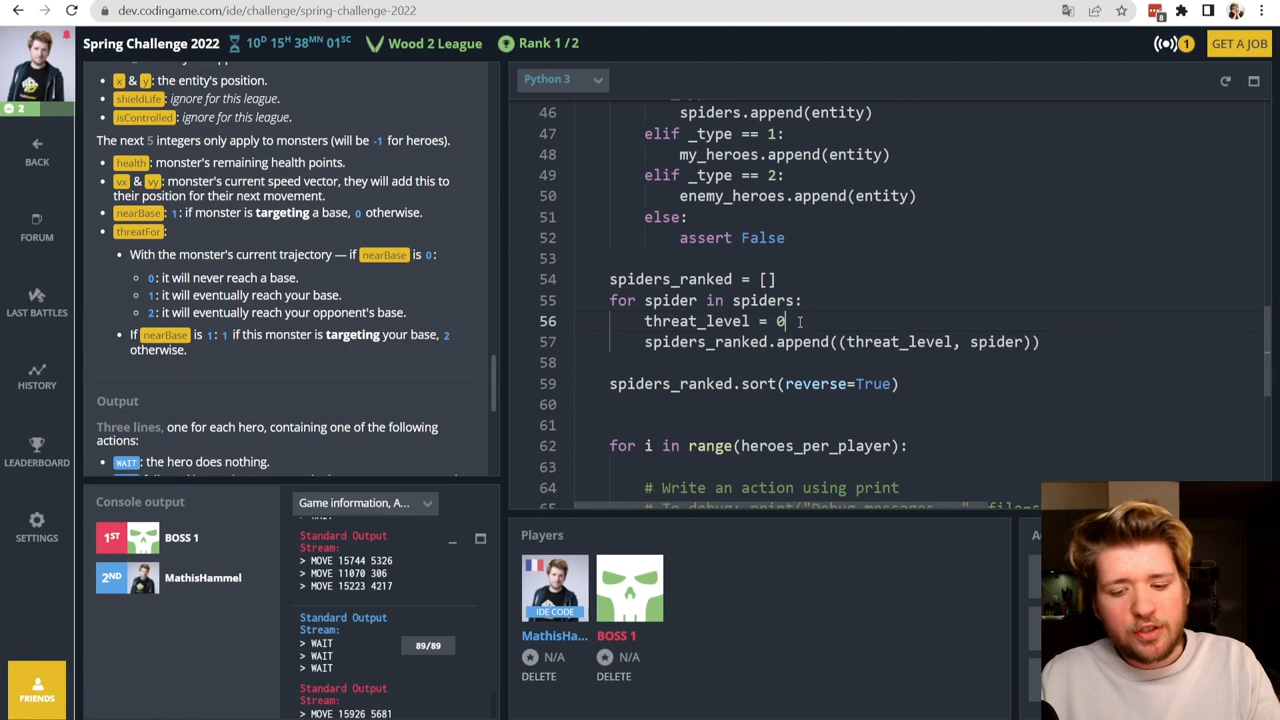 dev.codingame.com/ide/challenge/spring-challenge-2022
8
Spring Challenge 2022
10D 15H 38MN 01SC
Wood 2 League
Rank 1 / 2
1
GET A JOB
2
BACK
FORUM
LAST BATTLES
HISTORY
LEADERBOARD
SETTINGS
FRIENDS
x & y: the entity's position.
shieldLife: ignore for this league.
isControlled: ignore for this league.
The next 5 integers only apply to monsters (will be -1 for heroes).
health: monster's remaining health points.
vx & vy: monster's current speed vector, they will add this to
their position for their next movement.
nearBase: 1: if monster is targeting a base, 0 otherwise.
threatFor:
With the monster's current trajectory — if nearBase is 0:
0: it will never reach a base.
1: it will eventually reach your base.
2: it will eventually reach your opponent's base.
If nearBase is 1: 1 if this monster is targeting your base, 2
otherwise.
Output
Three lines, one for each hero, containing one of the following
actions:
WAIT: the hero does nothing.
Python 3
46 spiders.append(entity)
47 elif _type == 1:
48 my_heroes.append(entity)
49 elif _type == 2:
50 enemy_heroes.append(entity)
51 else:
52 assert False
53
54 spiders_ranked = []
55 for spider in spiders:
56 threat_level = 0
57 spiders_ranked.append((threat_level, spider))
58
59 spiders_ranked.sort(reverse=True)
60
61
62 for i in range(heroes_per_player):
63
64 # Write an action using print
65 # To debug: print("Debug messages...",
Console output
1ST BOSS 1
2ND MathisHammel
Game information, A...
Standard Output
Stream:
> MOVE 15744 5326
> MOVE 11070 306
> MOVE 15223 4217
Standard Output
Stream:
> WAIT
> WAIT
> WAIT
89/89
Standard Output
Stream:
> MOVE 15926 5681
Players
IDE CODE
MathisHa...
N/A
DELETE
BOSS 1
N/A
DELETE